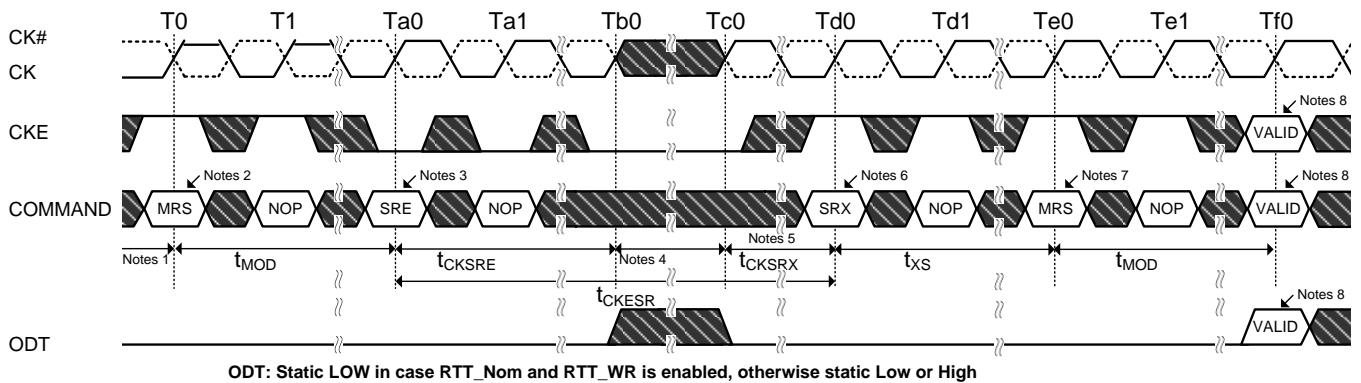 T0 T1 Ta0 Ta1 Tb0 Tc0 Td0 Td1 Te0 Te1 Tf0
CK#
CK
Notes 8
CKE
VALID
Notes 2 Notes 3 Notes 6 Notes 7 Notes 8
COMMAND MRS NOP SRE NOP SRX NOP MRS NOP VALID
Notes 1 tMOD tCKSRE Notes 4 Notes 5 tCKSRX tXS tMOD
tCKESR
Notes 8
ODT VALID
ODT: Static LOW in case RTT_Nom and RTT_WR is enabled, otherwise static Low or High